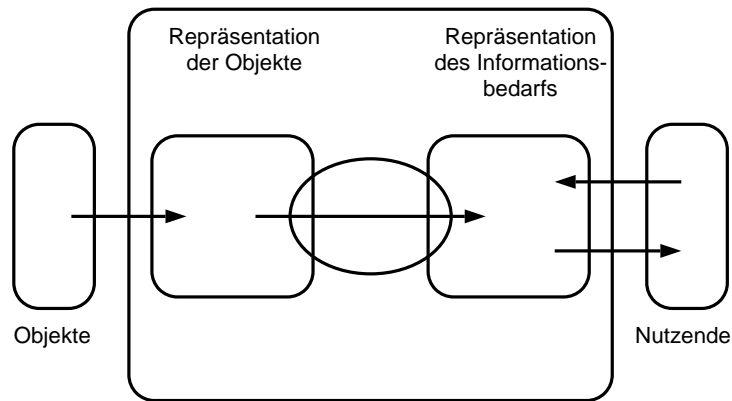 Repräsentation
der Objekte
Repräsentation
des Informations-
bedarfs
Objekte
Nutzende